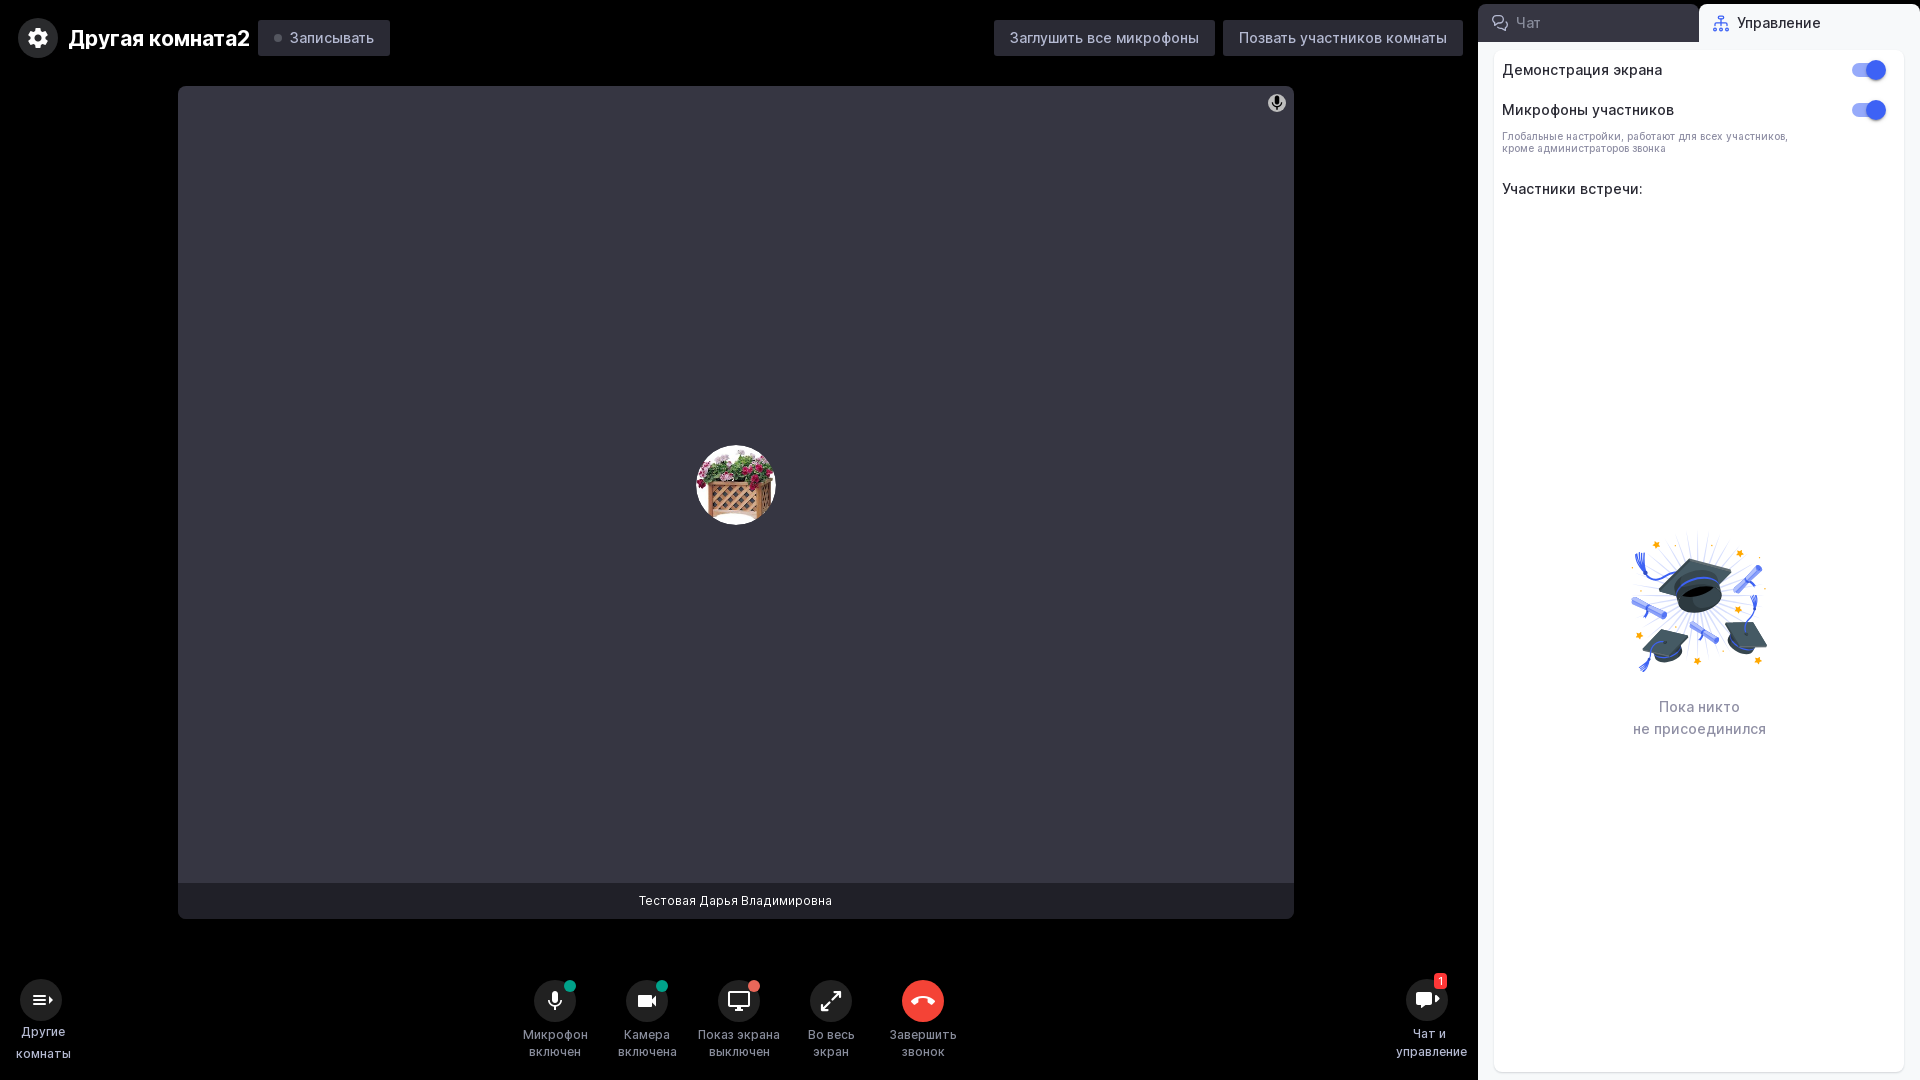 Другая комната2
Записывать
Заглушить все микрофоны
Позвать участников комнаты
Чат
Управление
Демонстрация экрана
Микрофоны участников
Глобальные настройки, работают для всех участников,
кроме администраторов звонка
Участники встречи:
Пока никто
не присоединился
Тестовая Дарья Владимировна
Другие
комнаты
Микрофон
включен
Камера
включена
Показ экрана
выключен
Во весь
экран
Завершить
звонок
1
Чат и
управление